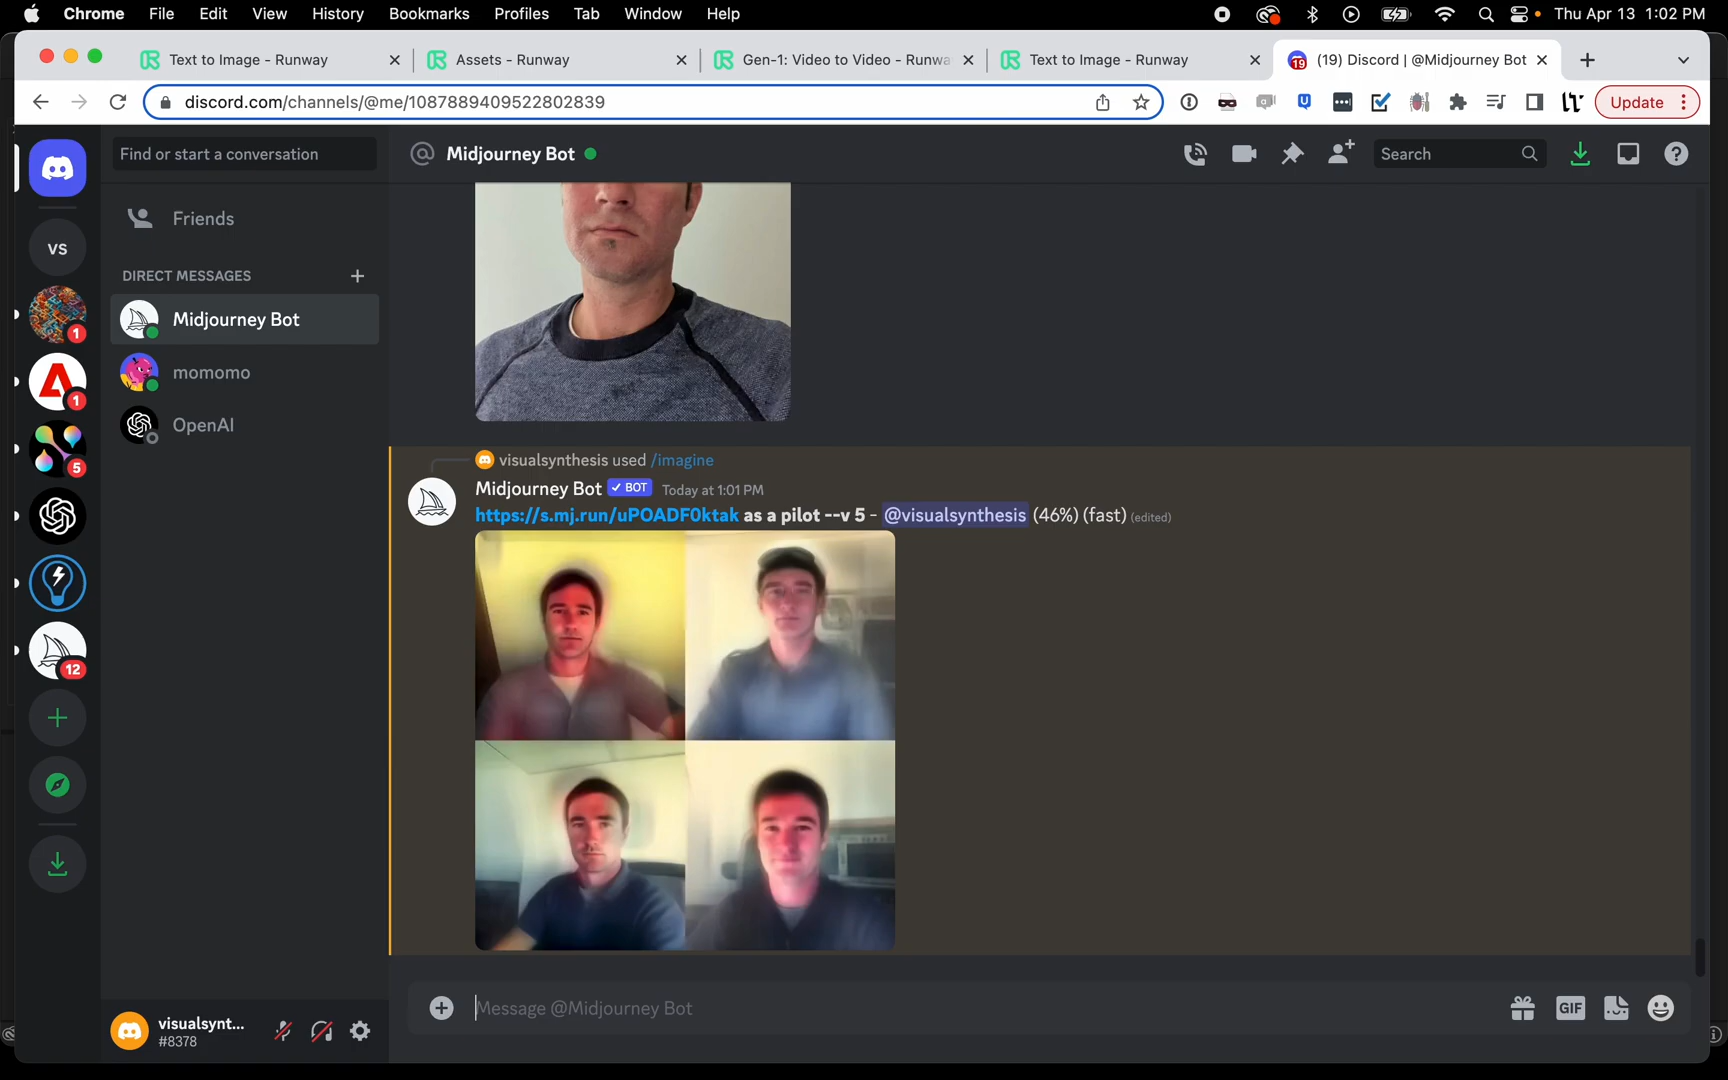 Chrome File Edit View History Bookmarks Profiles Tab Window Help Thu Apr 13 1:02 PM
Text to Image - Runway
Assets - Runway
Gen-1: Video to Video - Runwa
Text to Image - Runway
(19) Discord | @Midjourney Bot
discord.com/channels/@me/1087889409522802839
Update
Find or start a conversation
Midjourney Bot
Search
Friends
VS
DIRECT MESSAGES
Midjourney Bot
1
momomo
1
OpenAI
5
visualsynthesis used /imagine
Midjourney Bot BOT Today at 1:01 PM
https://s.mj.run/uPOADF0ktak as a pilot --v 5 - @visualsynthesis (46%) (fast) (edited)
12
Message @Midjourney Bot
GIF
visualsynt...
#8378